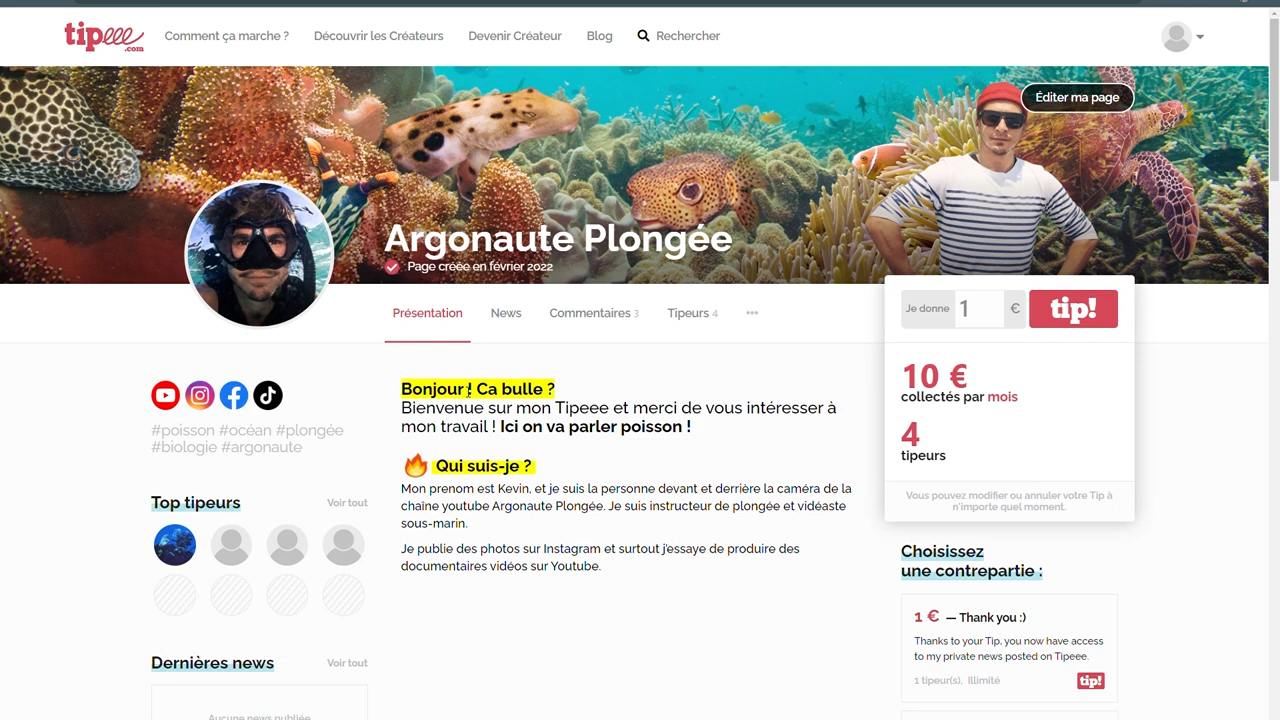 tipeee.com
Comment ça marche ?
Découvrir les Créateurs
Devenir Créateur
Blog
Rechercher
Éditer ma page
Argonaute Plongée
Page créée en février 2022
Présentation
News
Commentaires 3
Tipeurs 4
Je donne 1 € tip!
10 €
collectés par mois
4
tipeurs
Vous pouvez modifier ou annuler votre Tip à
n'importe quel moment.
#poisson #océan #plongée
#biologie #argonaute
Top tipeurs
Voir tout
Dernières news
Voir tout
Aucune news publiée
Bonjour ! Ca bulle ?
Bienvenue sur mon Tipeee et merci de vous intéresser à
mon travail ! Ici on va parler poisson !
Qui suis-je ?
Mon prenom est Kevin, et je suis la personne devant et derrière la caméra de la
chaîne youtube Argonaute Plongée. Je suis instructeur de plongée et vidéaste
sous-marin.
Je publie des photos sur Instagram et surtout j'essaye de produire des
documentaires vidéos sur Youtube.
Choisissez
une contrepartie :
1 € — Thank you :)
Thanks to your Tip, you now have access
to my private news posted on Tipeee.
1 tipeur(s), Illimité
tip!